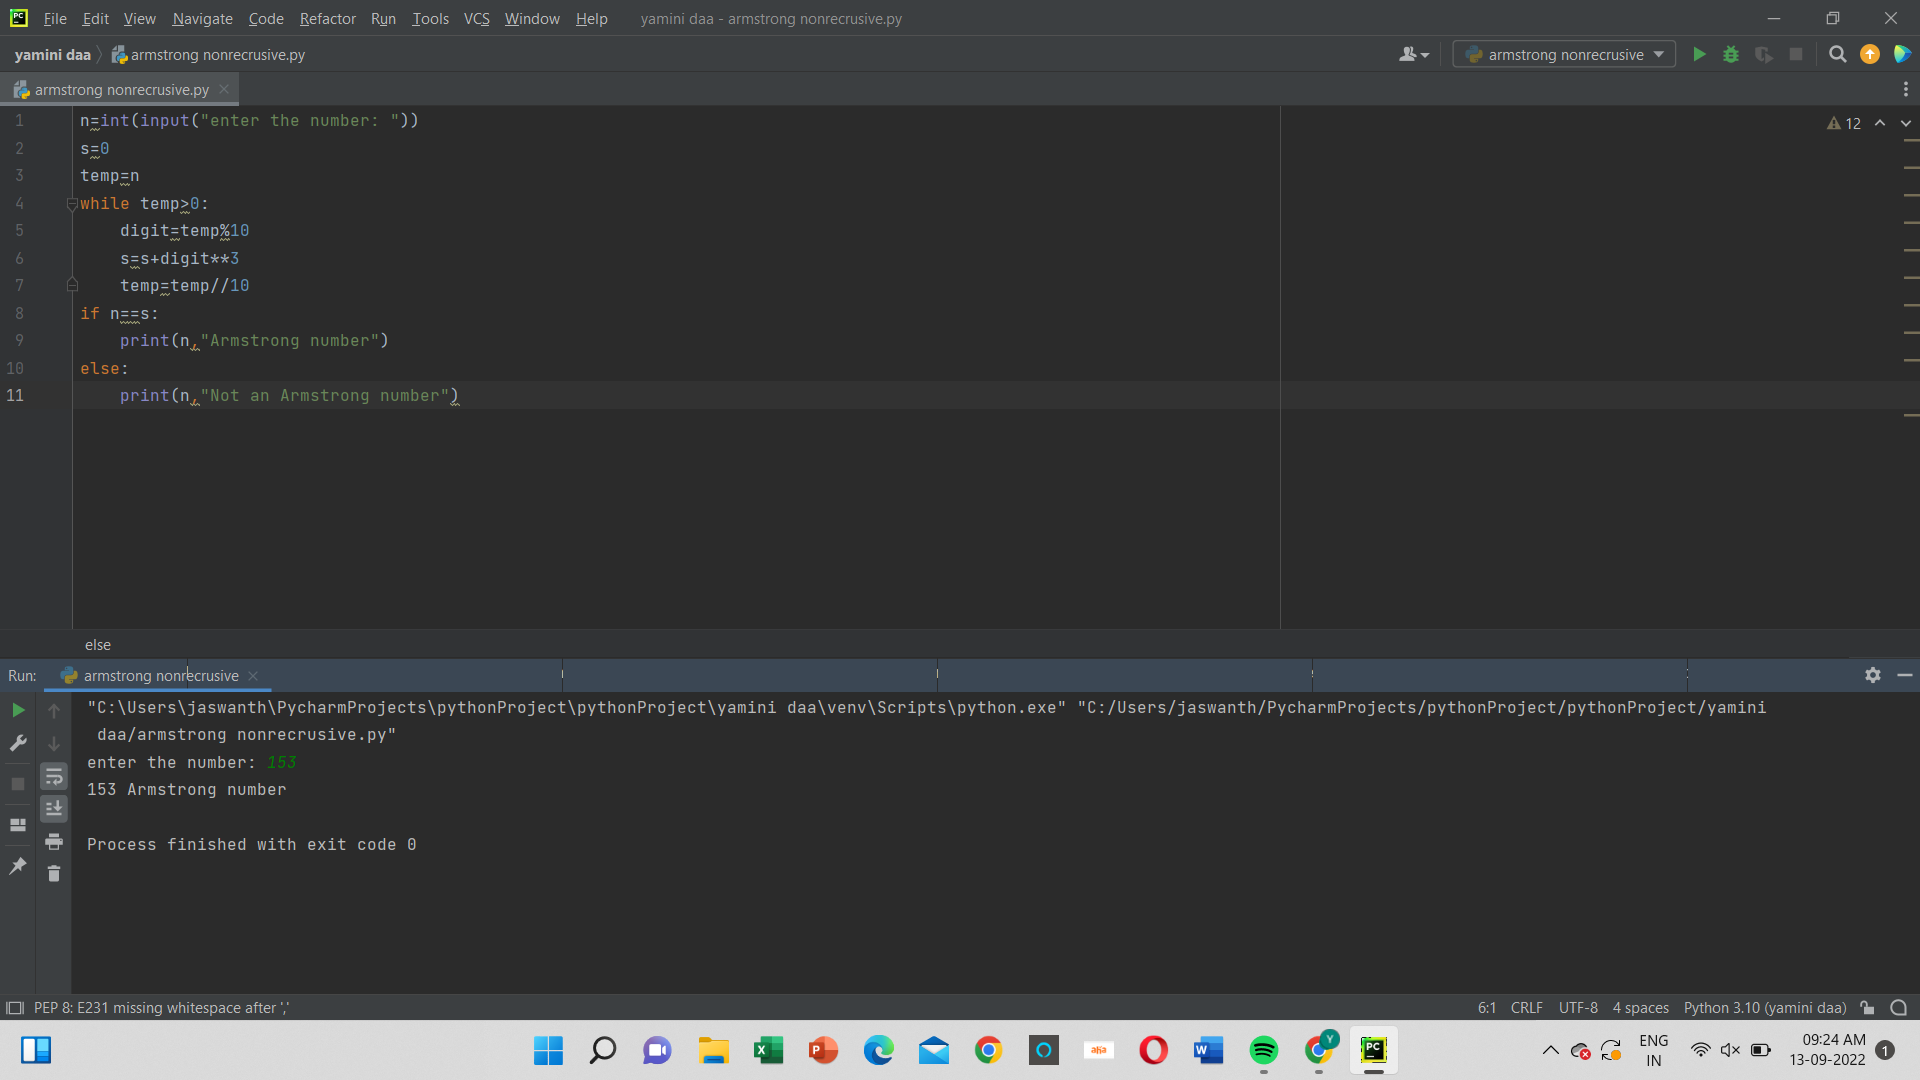 File Edit View Navigate Code Refactor Run Tools VCS Window Help yamini daa - armstrong nonrecrusive.py
yamini daa armstrong nonrecrusive.py armstrong nonrecrusive
armstrong nonrecrusive.py
12
1 n=int(input("enter the number: "))
2 s=0
3 temp=n
4 while temp>0:
5 digit=temp%10
6 s=s+digit**3
7 temp=temp//10
8 if n==s:
9 print(n,"Armstrong number")
10 else:
11 print(n,"Not an Armstrong number")
else
Run: armstrong nonrecrusive
"C:\Users\jaswanth\PycharmProjects\pythonProject\pythonProject\yamini daa\venv\Scripts\python.exe" "C:/Users/jaswanth/PycharmProjects/pythonProject/pythonProject/yamini
daa/armstrong nonrecrusive.py"
enter the number: 153
153 Armstrong number
Process finished with exit code 0
PEP 8: E231 missing whitespace after ',' 6:1 CRLF UTF-8 4 spaces Python 3.10 (yamini daa)
ENG 09:24 AM
IN 13-09-2022 1